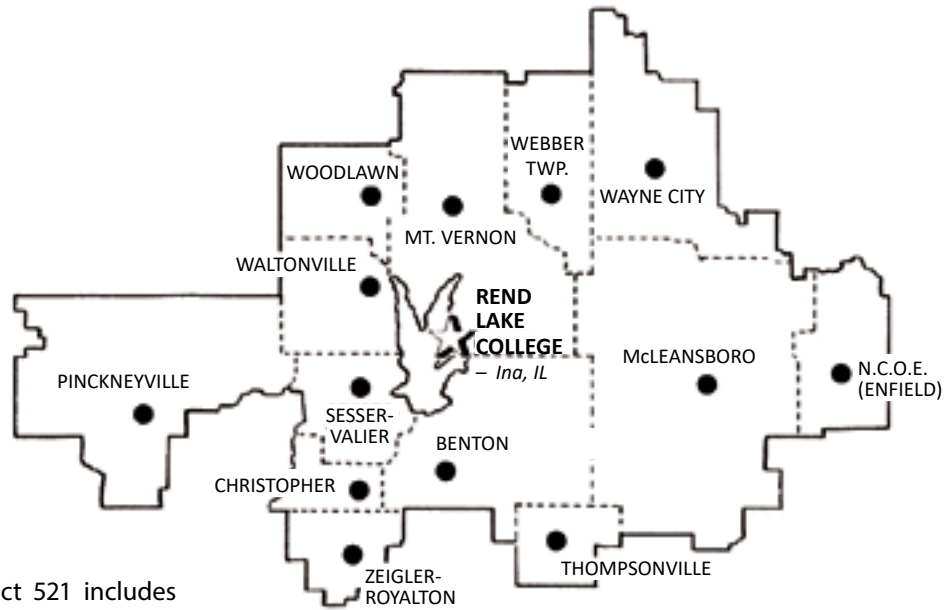 WEBBER
TWP.
WOODLAWN
WAYNE CITY
MT. VERNON
WALTONVILLE
REND
LAKE
COLLEGE
– Ina, IL
McLEANSBORO
N.C.O.E.
(ENFIELD)
PINCKNEYVILLE
SESSER-
VALIER
BENTON
CHRISTOPHER
THOMPSONVILLE
ZEIGLER-
ROYALTON
ct 521 includes